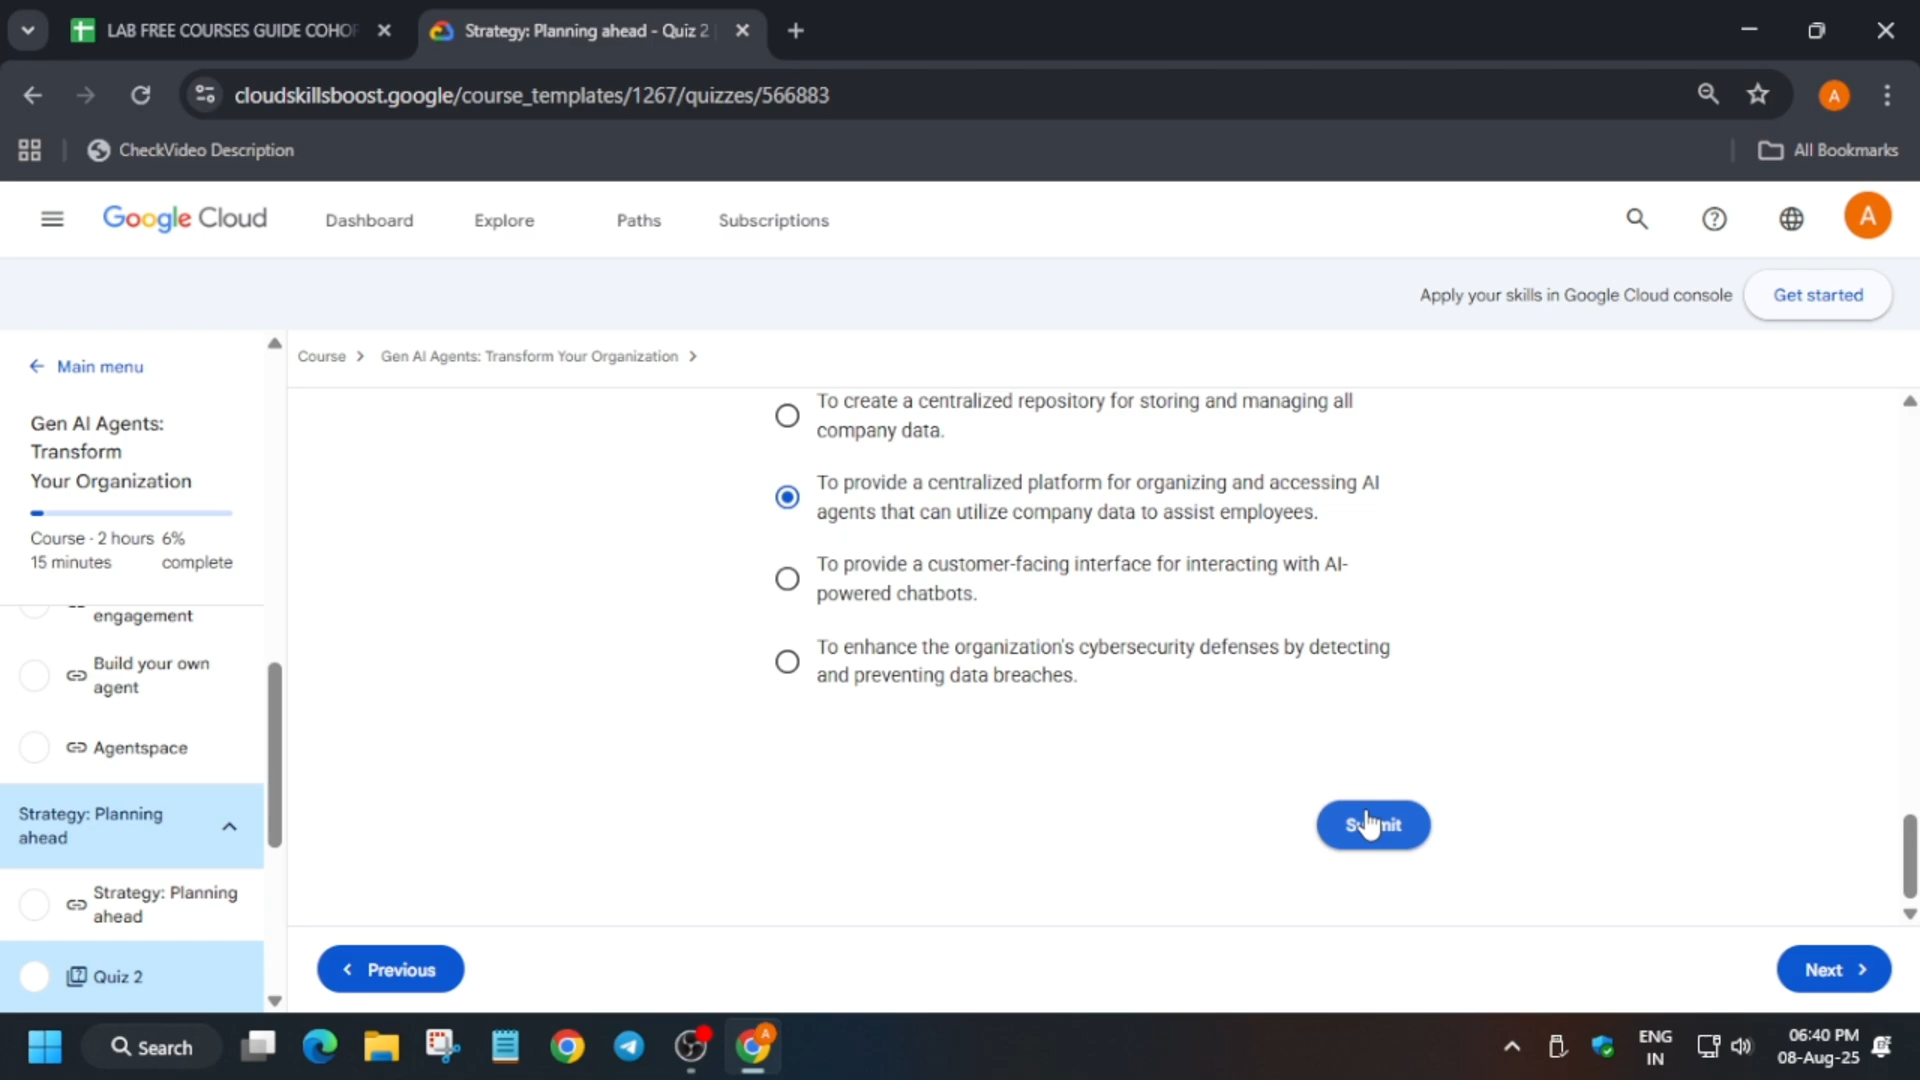 LAB FREE COURSES GUIDE COHOR
Strategy: Planning ahead - Quiz 2
cloudskillsboost.google/course_templates/1267/quizzes/566883
A
CheckVideo Description
All Bookmarks
Google Cloud
Dashboard
Explore
Paths
Subscriptions
A
Apply your skills in Google Cloud console
Get started
Main menu
Course
Gen AI Agents: Transform Your Organization
Gen AI Agents:
Transform
Your Organization
Course · 2 hours
15 minutes
6%
complete
engagement
Build your own
agent
Agentspace
Strategy: Planning
ahead
Strategy: Planning
ahead
Quiz 2
To create a centralized repository for storing and managing all
company data.
To provide a centralized platform for organizing and accessing AI
agents that can utilize company data to assist employees.
To provide a customer-facing interface for interacting with AI-
powered chatbots.
To enhance the organization's cybersecurity defenses by detecting
and preventing data breaches.
Previous
Next
Search
A
ENG
IN
06:40 PM
08-Aug-25